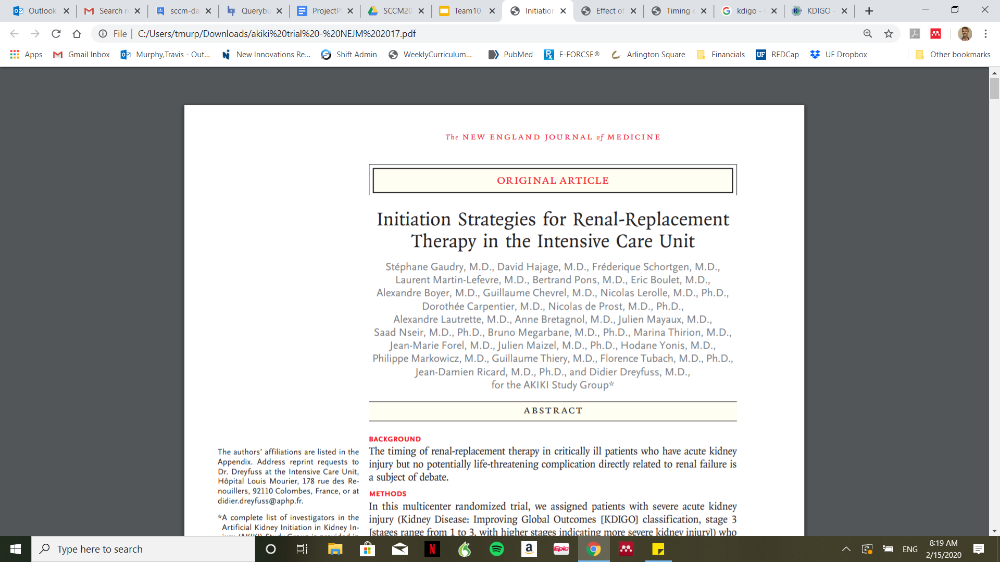 Outlook
Search r
sccm-da
Querybu
ProjectP
SCCM20
Team10
Initiation
Effect of
Timing
kdigo -
KDIGO -
File
C:/Users/tmurp/Downloads/akiki%20trial%20-%20NEJM%202017.pdf
Apps
Gmail Inbox
Murphy,Travis - Out...
New Innovations Re...
Shift Admin
WeeklyCurriculum...
PubMed
E-FORCSE®
Arlington Square
Financials
UF REDCap
UF Dropbox
Other bookmarks
The NEW ENGLAND JOURNAL of MEDICINE
ORIGINAL ARTICLE
Initiation Strategies for Renal-Replacement
Therapy in the Intensive Care Unit
Stéphane Gaudry, M.D., David Hajage, M.D., Fréderique Schortgen, M.D.,
Laurent Martin-Lefevre, M.D., Bertrand Pons, M.D., Eric Boulet, M.D.,
Alexandre Boyer, M.D., Guillaume Chevrel, M.D., Nicolas Lerolle, M.D., Ph.D.,
Dorothée Carpentier, M.D., Nicolas de Prost, M.D., Ph.D.,
Alexandre Lautrette, M.D., Anne Bretagnol, M.D., Julien Mayaux, M.D.,
Saad Nseir, M.D., Ph.D., Bruno Megarbane, M.D., Ph.D., Marina Thirion, M.D.,
Jean-Marie Forel, M.D., Julien Maizel, M.D., Ph.D., Hodane Yonis, M.D.,
Philippe Markowicz, M.D., Guillaume Thiery, M.D., Florence Tubach, M.D., Ph.D.,
Jean-Damien Ricard, M.D., Ph.D., and Didier Dreyfuss, M.D.,
for the AKIKI Study Group*
ABSTRACT
The authors' affiliations are listed in the
Appendix. Address reprint requests to
Dr. Dreyfuss at the Intensive Care Unit,
Hôpital Louis Mourier, 178 rue des Re-
nouillers, 92110 Colombes, France, or at
didier.dreyfuss@aphp.fr.
*A complete list of investigators in the
Artificial Kidney Initiation in Kidney In-
jury (AKIKI) Study Group is provided in
BACKGROUND
The timing of renal-replacement therapy in critically ill patients who have acute kidney
injury but no potentially life-threatening complication directly related to renal failure is
a subject of debate.
METHODS
In this multicenter randomized trial, we assigned patients with severe acute kidney
injury (Kidney Disease: Improving Global Outcomes [KDIGO] classification, stage 3
[stages range from 1 to 3, with higher stages indicating more severe kidney injury]) who
Type here to search
N
a
Epic
ENG
8:19 AM
2/15/2020